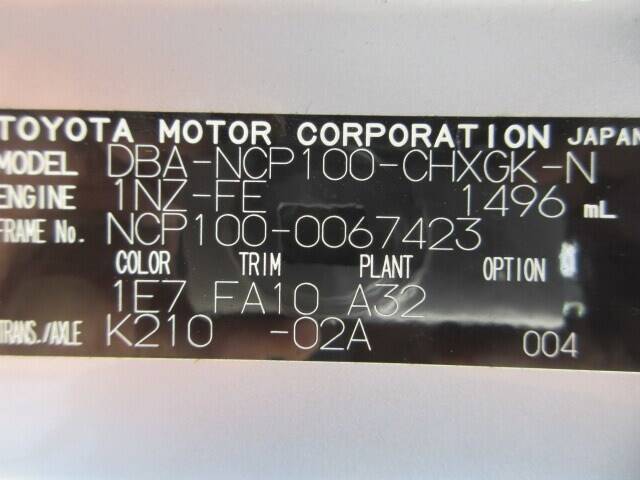 TOYOTA MOTOR CORPORATION JAPAN
MODEL DBA-NCP100-CHXGK-N
ENGINE 1NZ-FE 1496 mL
FRAME No. NCP100-0067423
COLOR TRIM PLANT OPTION
1E7 FA10 A32
TRANS./AXLE K210 -02A 004